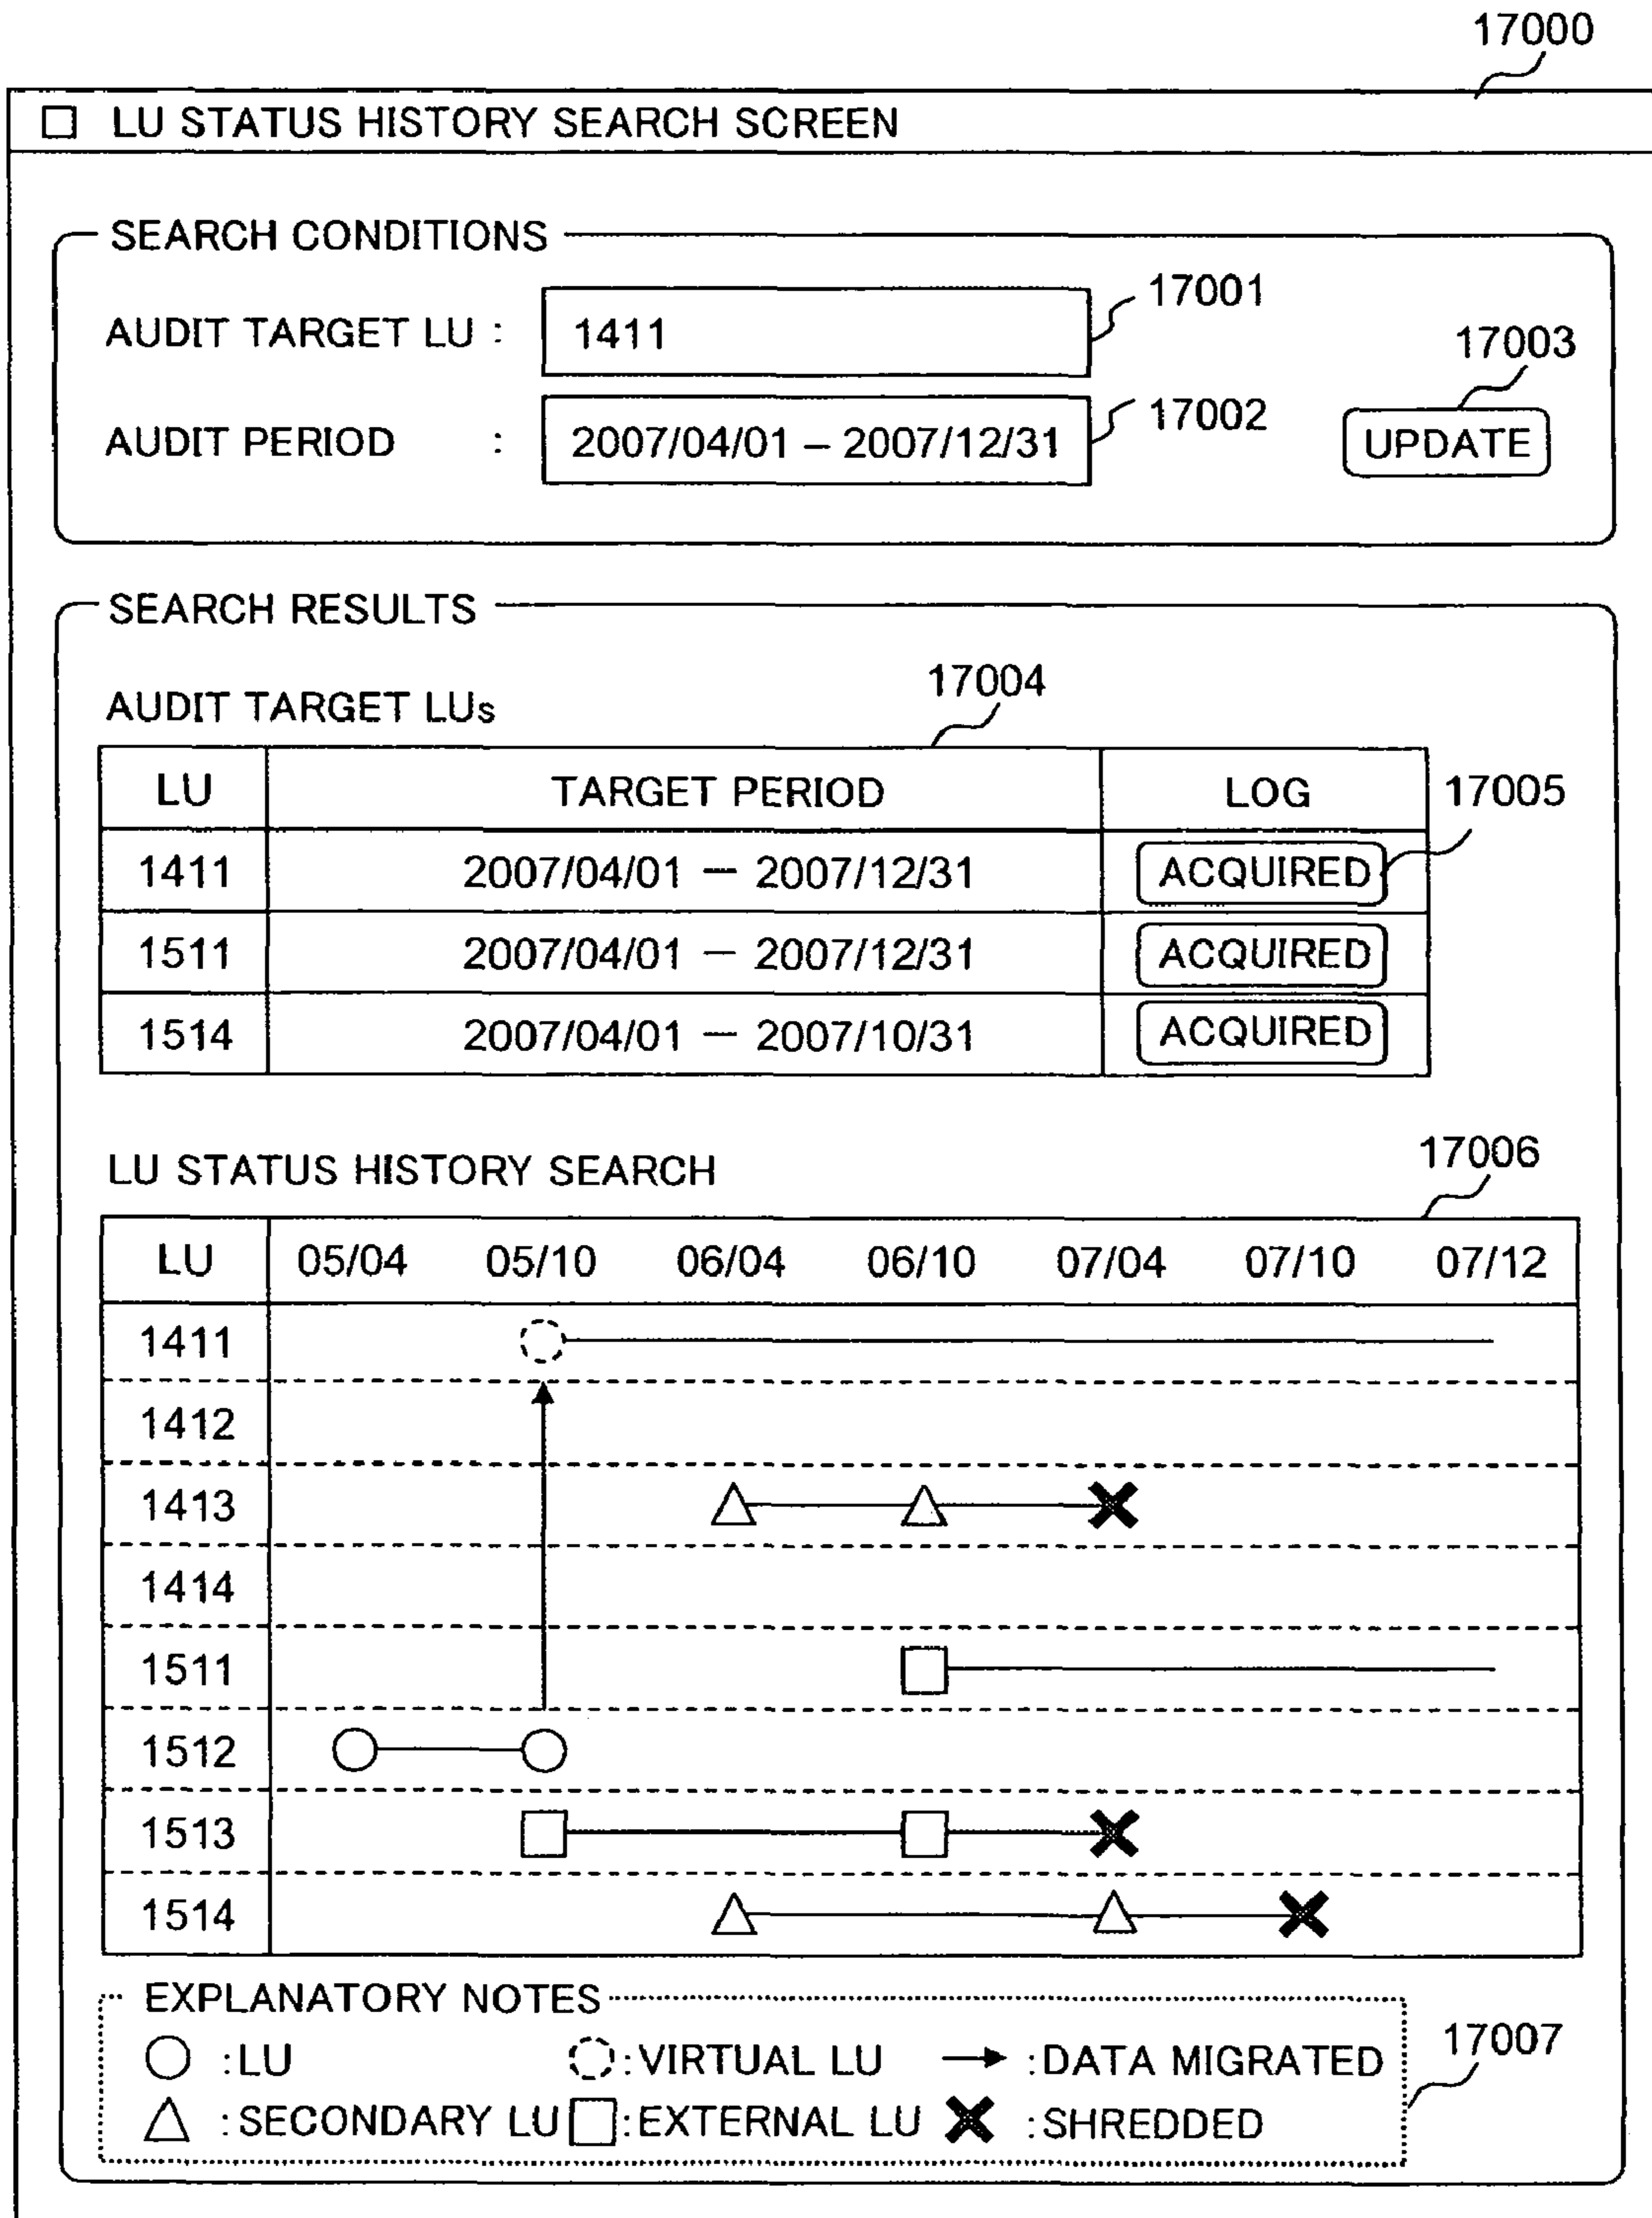 17000
LU STATUS HISTORY SEARCH SCREEN
SEARCH CONDITIONS
AUDIT TARGET LU : 1411 17001
17003
AUDIT PERIOD : 2007/04/01 – 2007/12/31 17002 UPDATE
SEARCH RESULTS
17004
AUDIT TARGET LUs
LU TARGET PERIOD LOG 17005
1411 2007/04/01 – 2007/12/31 ACQUIRED
1511 2007/04/01 – 2007/12/31 ACQUIRED
1514 2007/04/01 – 2007/10/31 ACQUIRED
17006
LU STATUS HISTORY SEARCH
LU 05/04 05/10 06/04 06/10 07/04 07/10 07/12
1411
1412
1413
1414
1511
1512
1513
1514
EXPLANATORY NOTES
:LU :VIRTUAL LU :DATA MIGRATED 17007
:SECONDARY LU :EXTERNAL LU :SHREDDED